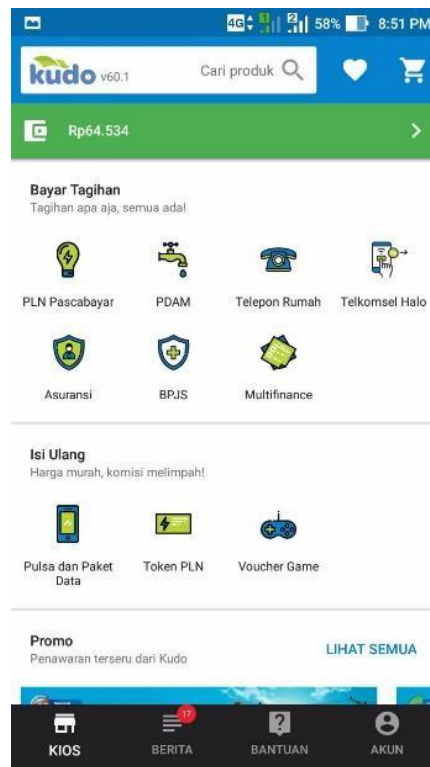 4G 1 2 58% 8:51 PM
kudo v60.1 Cari produk
Rp64.534
Bayar Tagihan
Tagihan apa aja, semua ada!
PLN Pascabayar PDAM Telepon Rumah Telkomsel Halo
Asuransi BPJS Multifinance
Isi Ulang
Harga murah, komisi melimpah!
Pulsa dan Paket Data Token PLN Voucher Game
Promo
Penawaran terseru dari Kudo
LIHAT SEMUA
17
KIOS BERITA BANTUAN AKUN